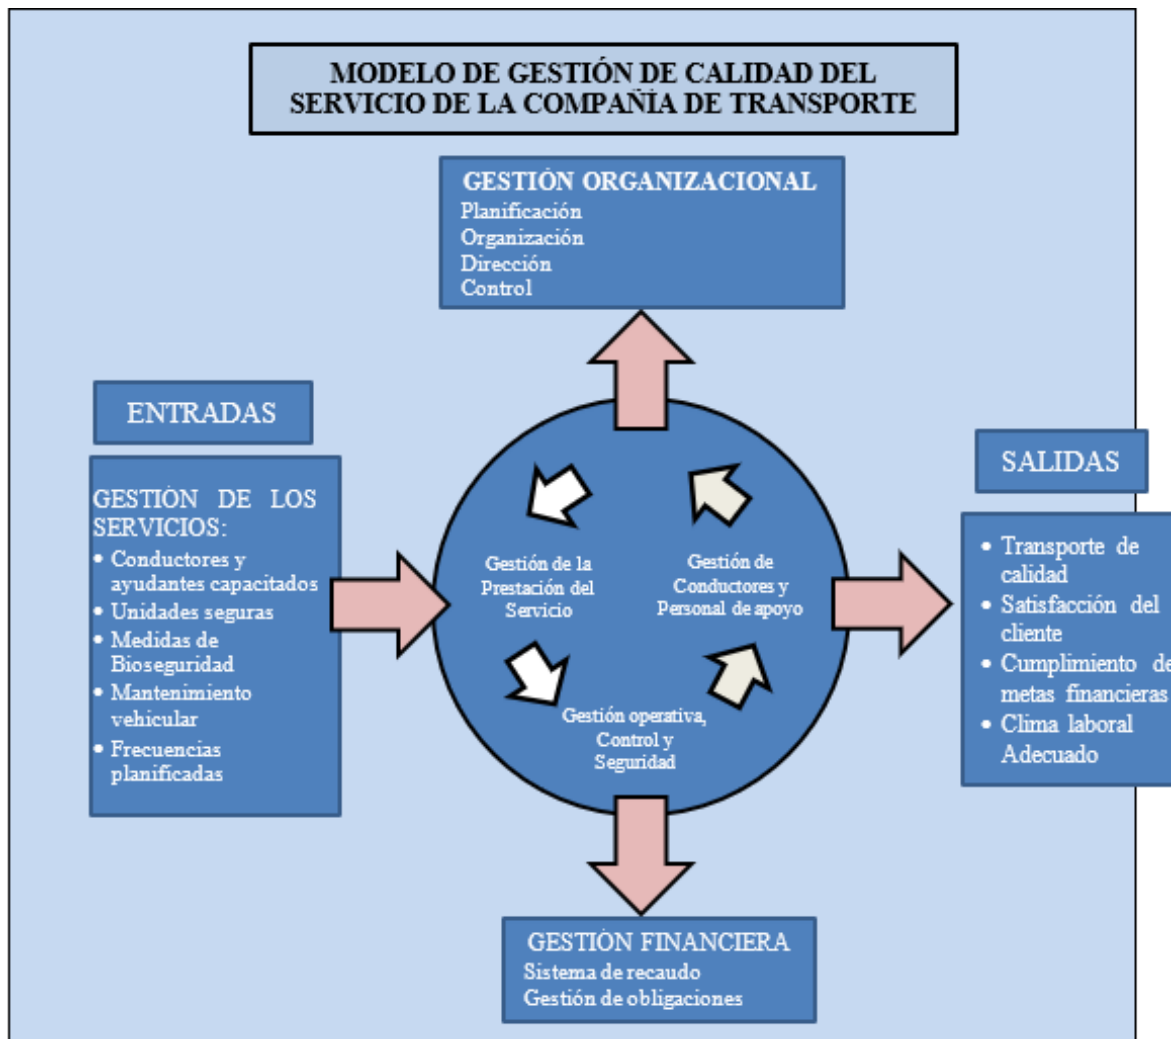 MODELO DE GESTIÓN DE CALIDAD DEL
SERVICIO DE LA COMPAÑÍA DE TRANSPORTE
GESTIÓN ORGANIZACIONAL
Planificación
Organización
Dirección
Control
ENTRADAS
GESTIÓN DE LOS
SERVICIOS:
• Conductores y
ayudantes capacitados
• Unidades seguras
• Medidas de
Bioseguridad
• Mantenimiento
vehicular
• Frecuencias
planificadas
Gestión de la
Prestación del
Servicio
Gestión de
Conductores y
Personal de apoyo
Gestión operativa,
Control y
Seguridad
SALIDAS
• Transporte de
calidad
• Satisfacción del
cliente
• Cumplimiento de
metas financieras
• Clima laboral
Adecuado
GESTIÓN FINANCIERA
Sistema de recaudo
Gestión de obligaciones